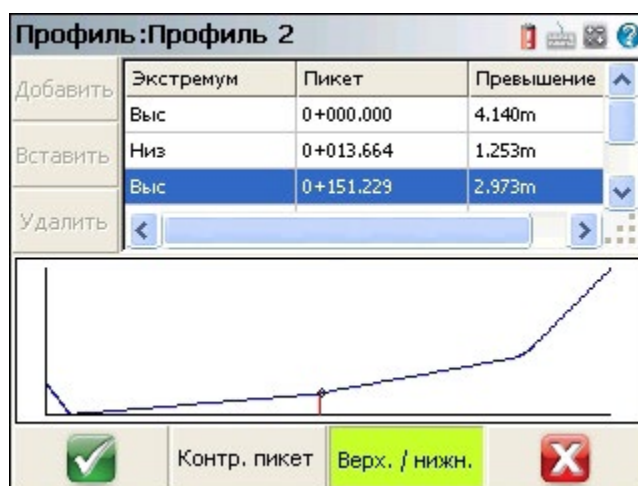 Профиль:Профиль 2
Добавить
Вставить
Удалить
Экстремум Пикет Превышение
Выс 0+000.000 4.140m
Низ 0+013.664 1.253m
Выс 0+151.229 2.973m
Контр. пикет Верх. / нижн.